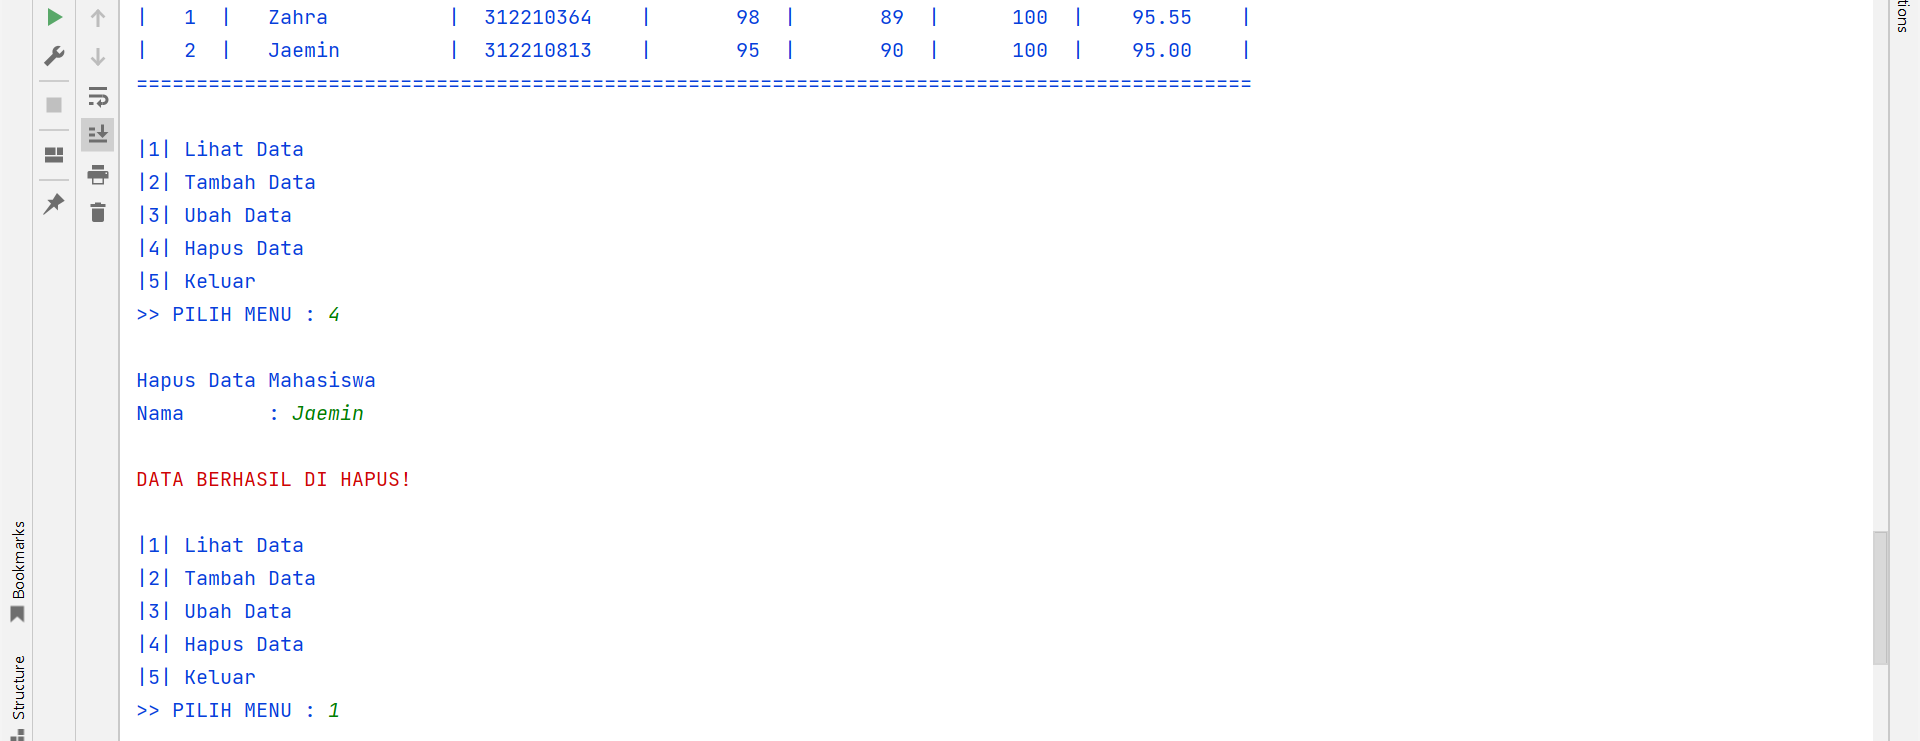 |   1  |   Zahra          |  312210364    |       98  |       89  |      100  |    95.55    |
|   2  |   Jaemin         |  312210813    |       95  |       90  |      100  |    95.00    |
=============================================================================================
|1| Lihat Data
|2| Tambah Data
|3| Ubah Data
|4| Hapus Data
|5| Keluar
>> PILIH MENU : 4
Hapus Data Mahasiswa
Nama       : Jaemin
DATA BERHASIL DI HAPUS!
|1| Lihat Data
|2| Tambah Data
|3| Ubah Data
|4| Hapus Data
|5| Keluar
>> PILIH MENU : 1
Bookmarks
Structure